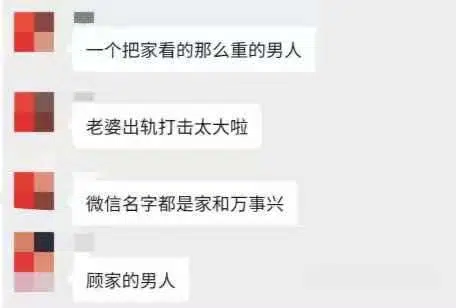 一个把家看的那么重的男人
老婆出轨打击太大啦
微信名字都是家和万事兴
顾家的男人